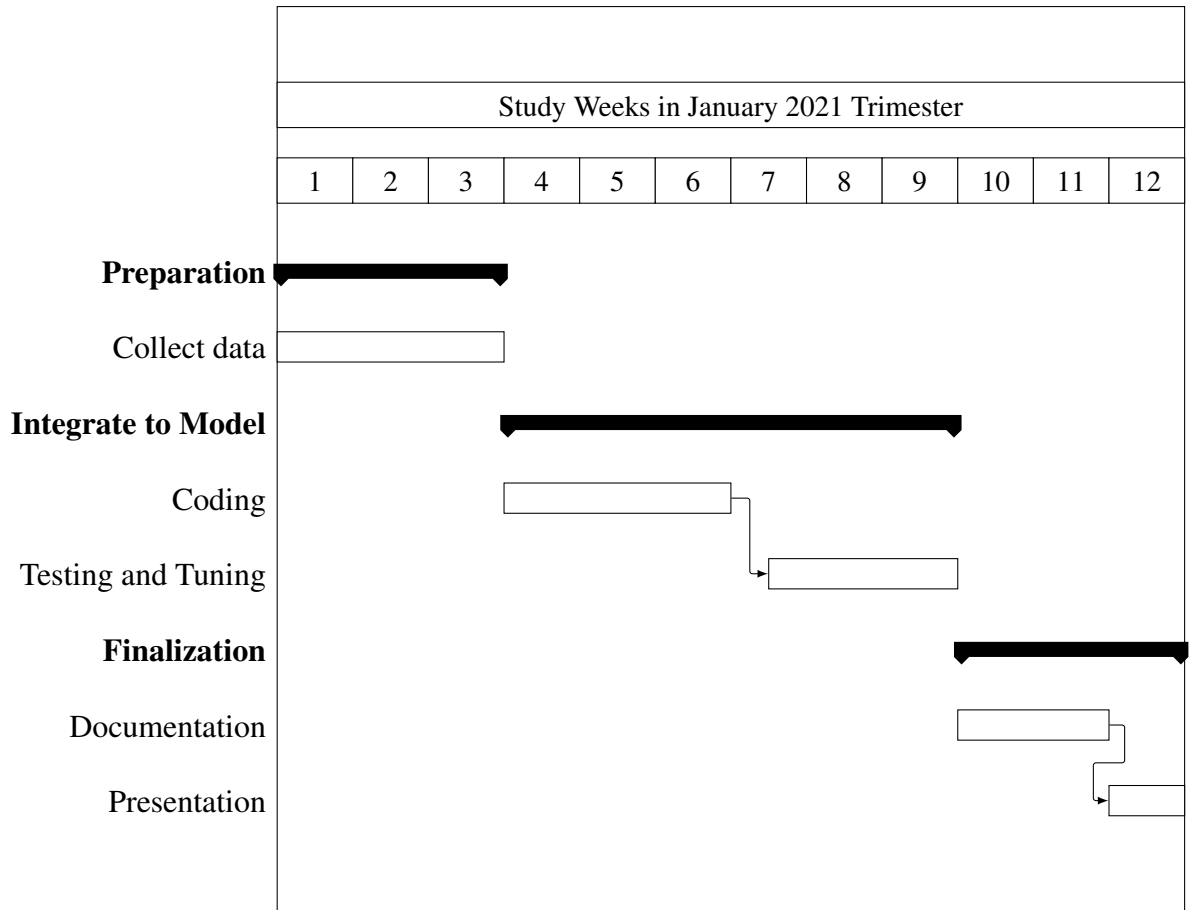 Study Weeks in January 2021 Trimester
1 2 3 4 5 6 7 8 9 10 11 12
Preparation
Collect data
Integrate to Model
Coding
Testing and Tuning
Finalization
Documentation
Presentation